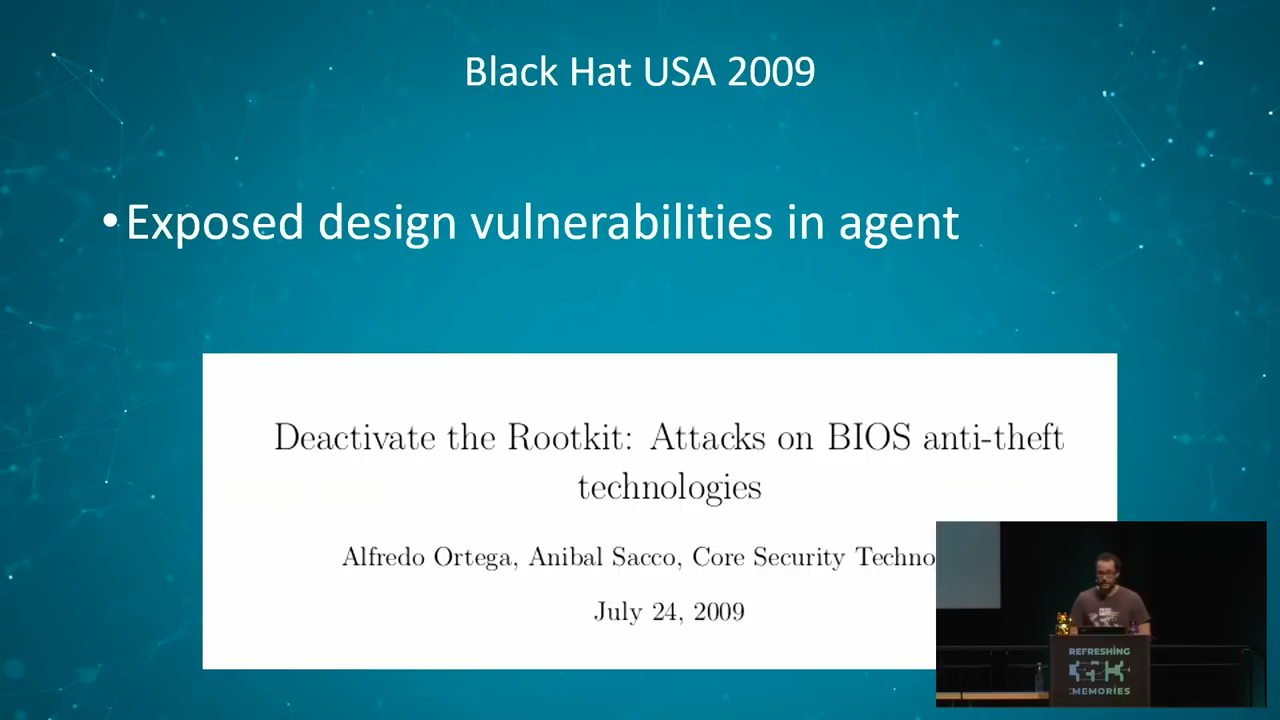 Black Hat USA 2009
•Exposed design vulnerabilities in agent
Deactivate the Rootkit: Attacks on BIOS anti-theft
technologies
Alfredo Ortega, Anibal Sacco, Core Security Techno
July 24, 2009
REFRESHING
:MEMORIES